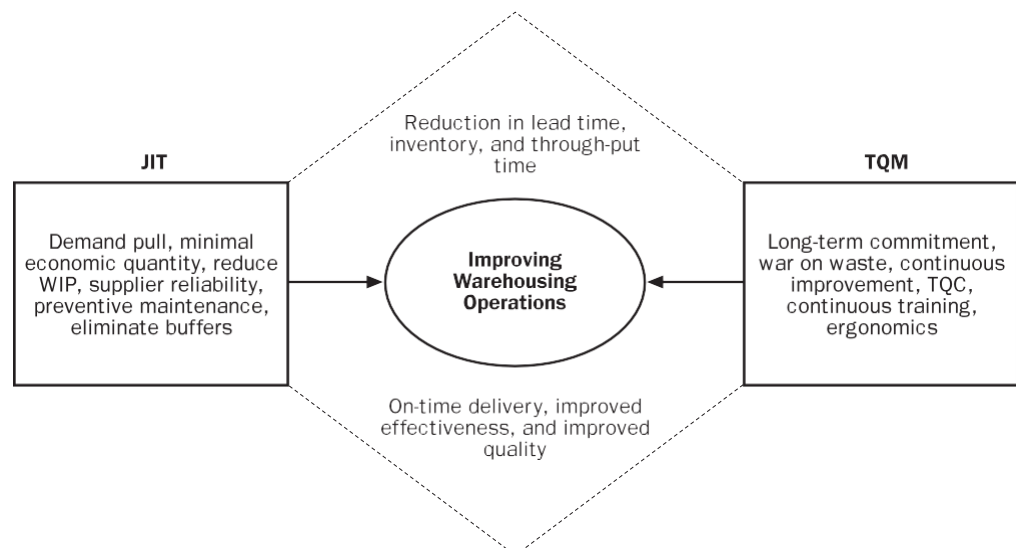 Reduction in lead time,
inventory, and through-put
time
JIT
Demand pull, minimal
economic quantity, reduce
WIP, supplier reliability,
preventive maintenance,
eliminate buffers
Improving
Warehousing
Operations
TQM
Long-term commitment,
war on waste, continuous
improvement, TQC,
continuous training,
ergonomics
On-time delivery, improved
effectiveness, and improved
quality